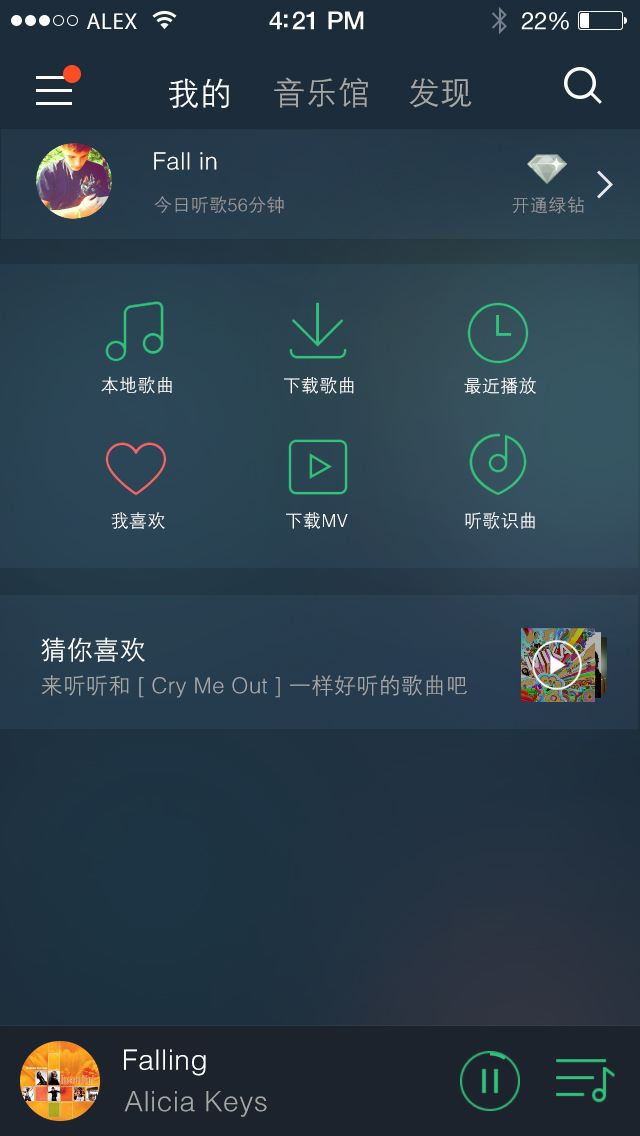 ALEX 4:21 PM 22%
我的 音乐馆 发现
Fall in
今日听歌56分钟 开通绿钻
本地歌曲 下载歌曲 最近播放
我喜欢 下载MV 听歌识曲
猜你喜欢
来听听和 [ Cry Me Out ] 一样好听的歌曲吧
Falling
Alicia Keys